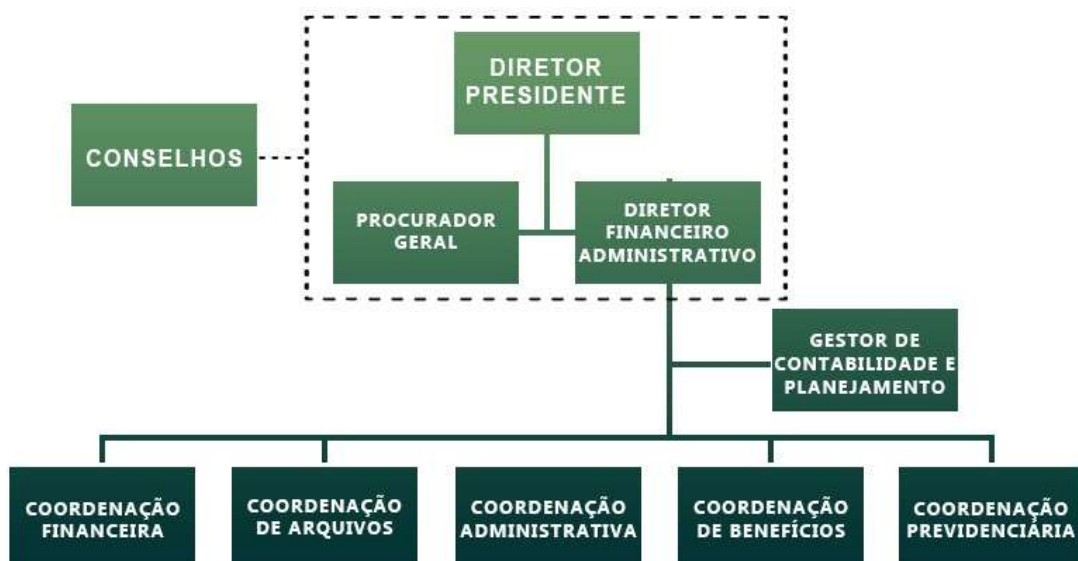 DIRETOR
PRESIDENTE
CONSELHOS
PROCURADOR
GERAL
DIRETOR
FINANCEIRO
ADMINISTRATIVO
GESTOR DE
CONTABILIDADE E
PLANEJAMENTO
COORDENAÇÃO
FINANCEIRA
COORDENAÇÃO
DE ARQUIVOS
COORDENAÇÃO
ADMINISTRATIVA
COORDENAÇÃO
DE BENEFÍCIOS
COORDENAÇÃO
PREVIDENCIÁRIA